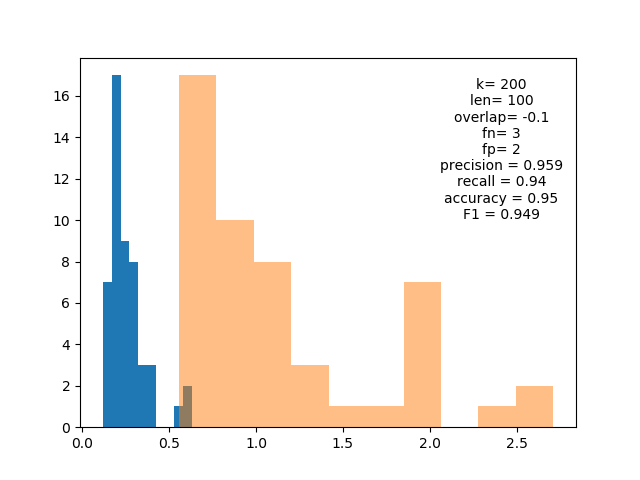 k= 200
len= 100
overlap= -0.1
fn= 3
fp= 2
precision = 0.959
recall = 0.94
accuracy = 0.95
F1 = 0.949
16
14
12
10
8
6
4
2
0
0.0 0.5 1.0 1.5 2.0 2.5